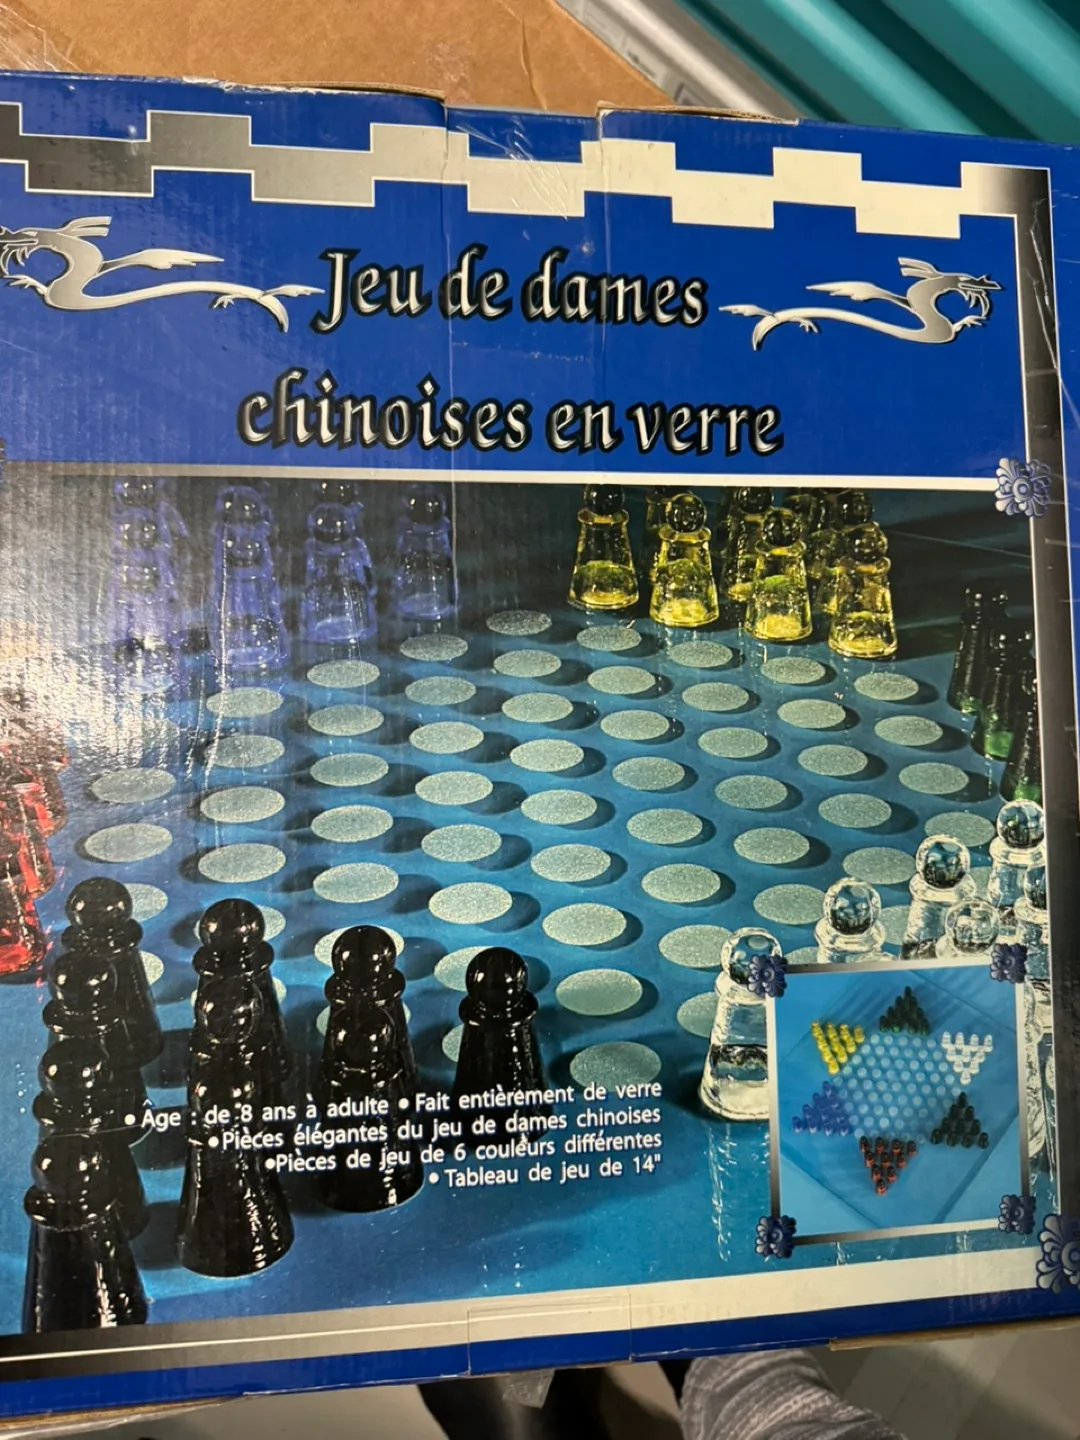 Jeu de dames
chinoises en verre
• Âge : de 8 ans à adulte • Fait entièrement de verre
•Pièces élégantes du jeu de dames chinoises
•Pièces de jeu de 6 couleurs différentes
• Tableau de jeu de 14"